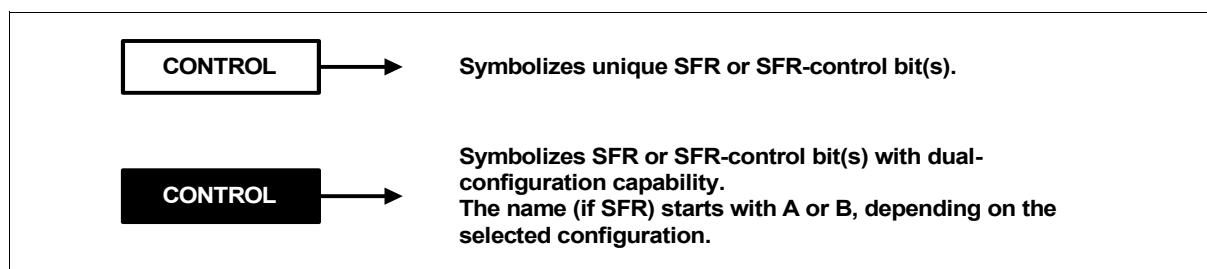 CONTROL
Symbolizes unique SFR or SFR-control bit(s).
CONTROL
Symbolizes SFR or SFR-control bit(s) with dual-
configuration capability.
The name (if SFR) starts with A or B, depending on the
selected configuration.